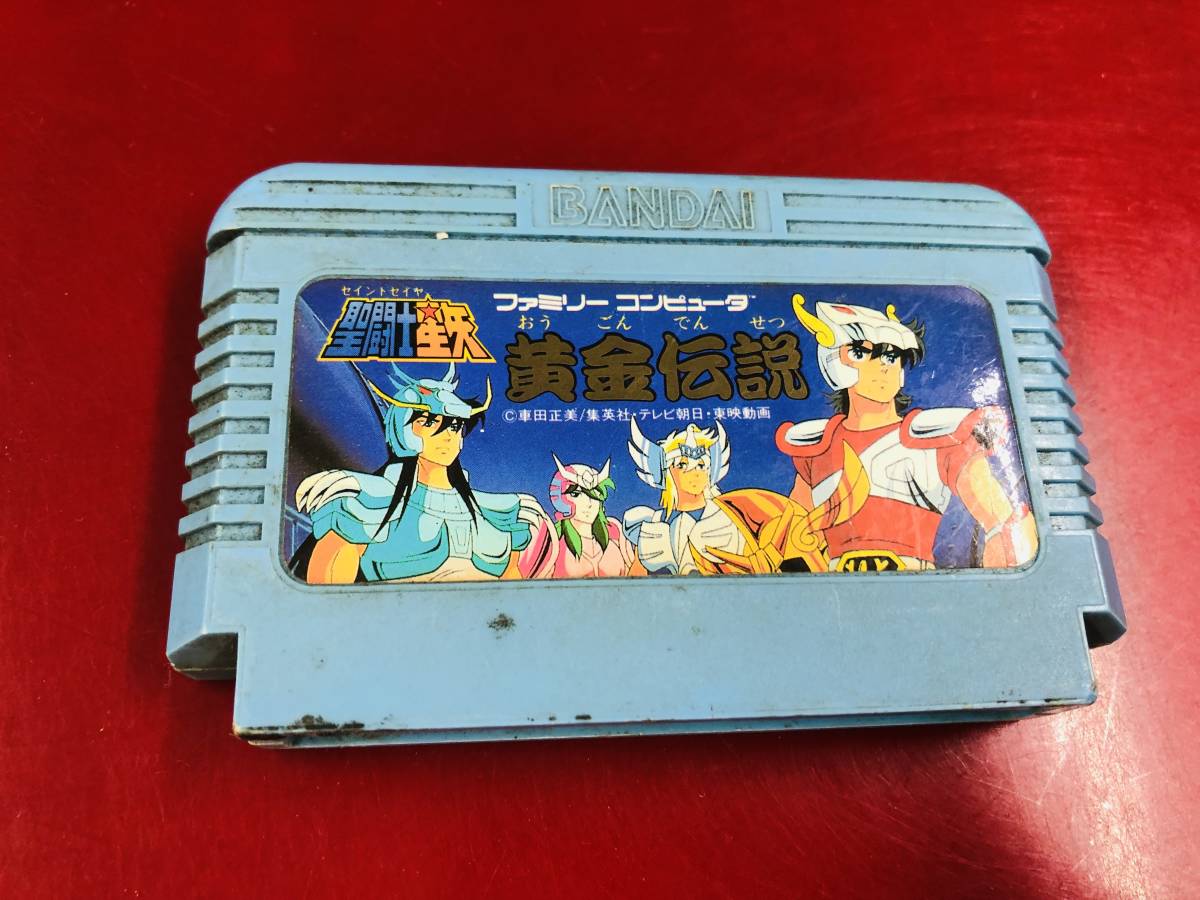 BANDAI
セイントセイヤ
聖闘士星矢
ファミリー コンピュータ™
おう ごん でん せつ
黄金伝説
©車田正美/集英社・テレビ朝日・東映動画